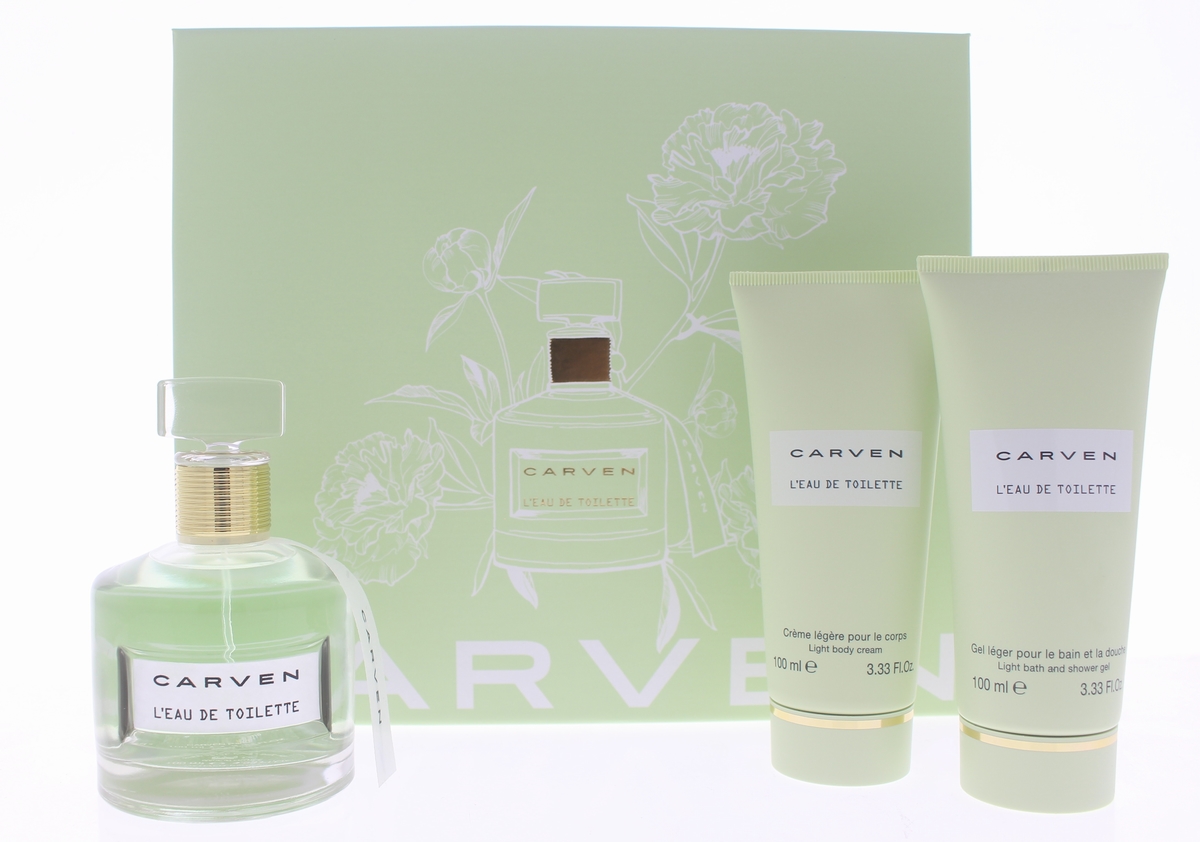 CARVEN
L'EAU DE TOILETTE
CARVEN
CARVEN
L'EAU DE TOILETTE
CARVEN
ARVEN
CARVEN
L'EAU DE TOILETTE
Crème légère pour le corps
Light body cream
100 ml e 3.33 Fl.Oz.
CARVEN
L'EAU DE TOILETTE
Gel léger pour le bain et la douche
Light bath and shower gel
100 ml e 3.33 Fl.Oz